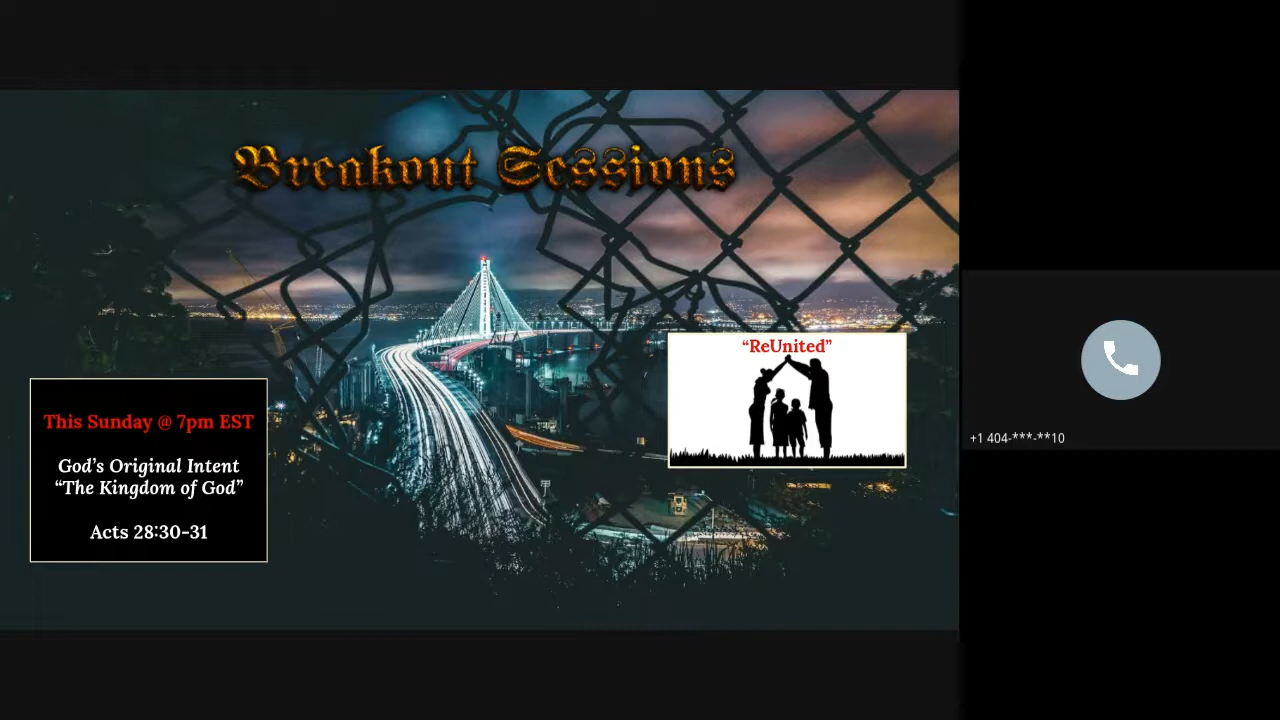 Breakout Sessions
"ReUnited"
This Sunday @ 7pm EST
God's Original Intent
"The Kingdom of God"
Acts 28:30-31
+1 404-***-**10